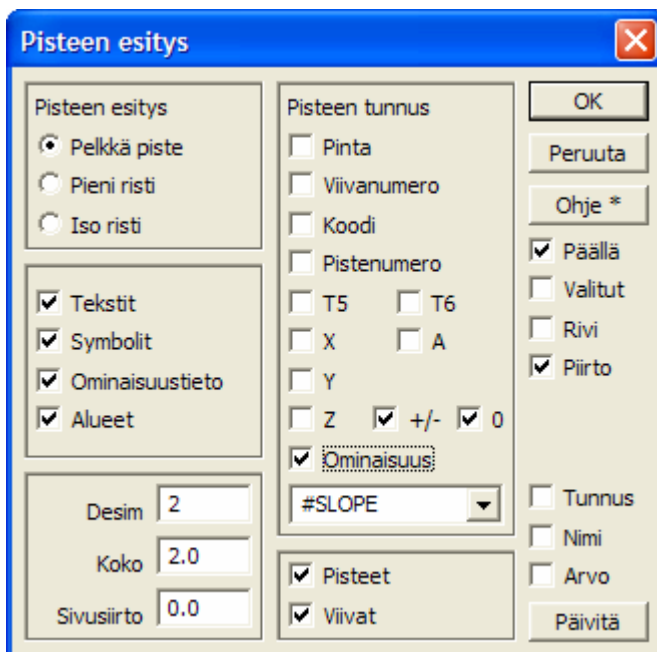 Pisteen esitys
Pisteen esitys
Pelkkä piste
Pieni risti
Iso risti
Tekstit
Symbolit
Ominaisuustieto
Alueet
Desim 2
Koko 2.0
Sivusiirto 0.0
Pisteen tunnus
Pinta
Viivanumero
Koodi
Pistenumero
T5 T6
X A
Y
Z +/- 0
Ominaisuus
#SLOPE
Pisteet
Viivat
OK
Peruuta
Ohje *
Päällä
Valitut
Rivi
Piirto
Tunnus
Nimi
Arvo
Päivitä